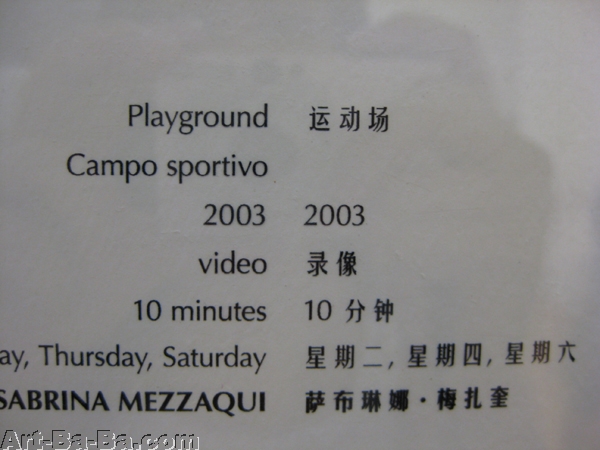 Playground 运动场
Campo sportivo
2003 2003
video 录像
10 minutes 10 分钟
ay, Thursday, Saturday 星期二, 星期四, 星期六
SABRINA MEZZAQUI 萨布琳娜·梅扎奎
Art-Ba-Ba.com